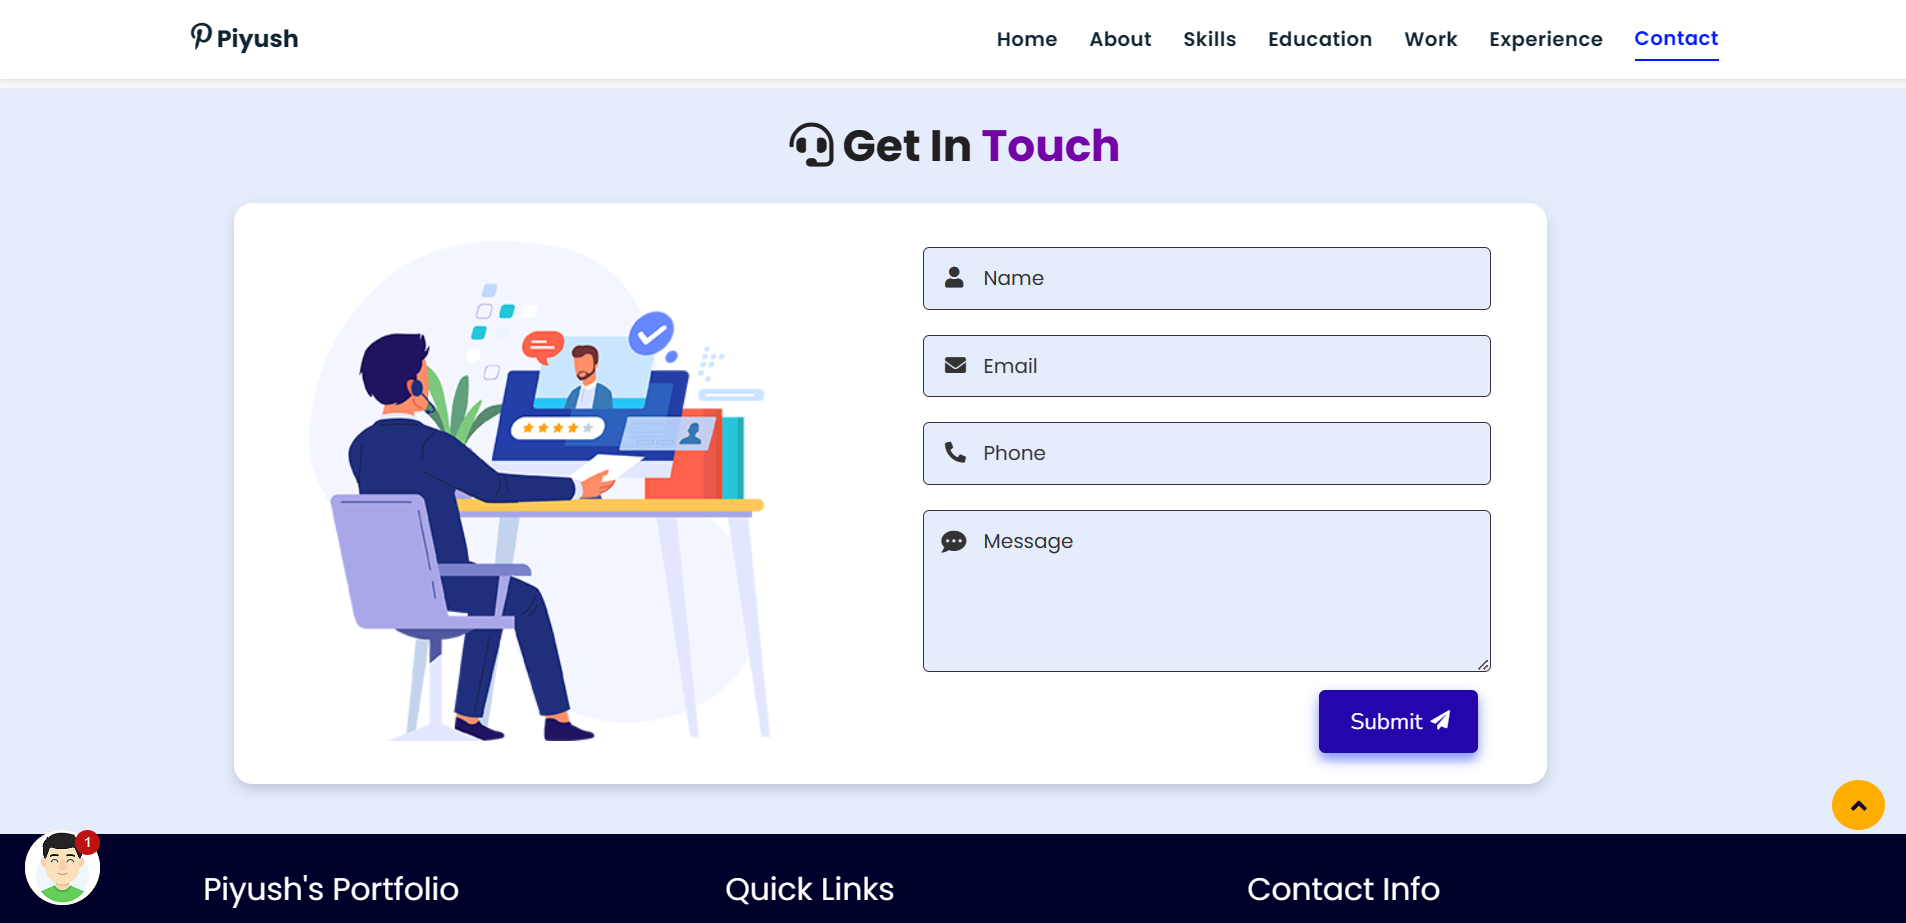 Piyush
Home About Skills Education Work Experience Contact
Get In Touch
Name
Email
Phone
Message
Submit
1
Piyush's Portfolio Quick Links Contact Info